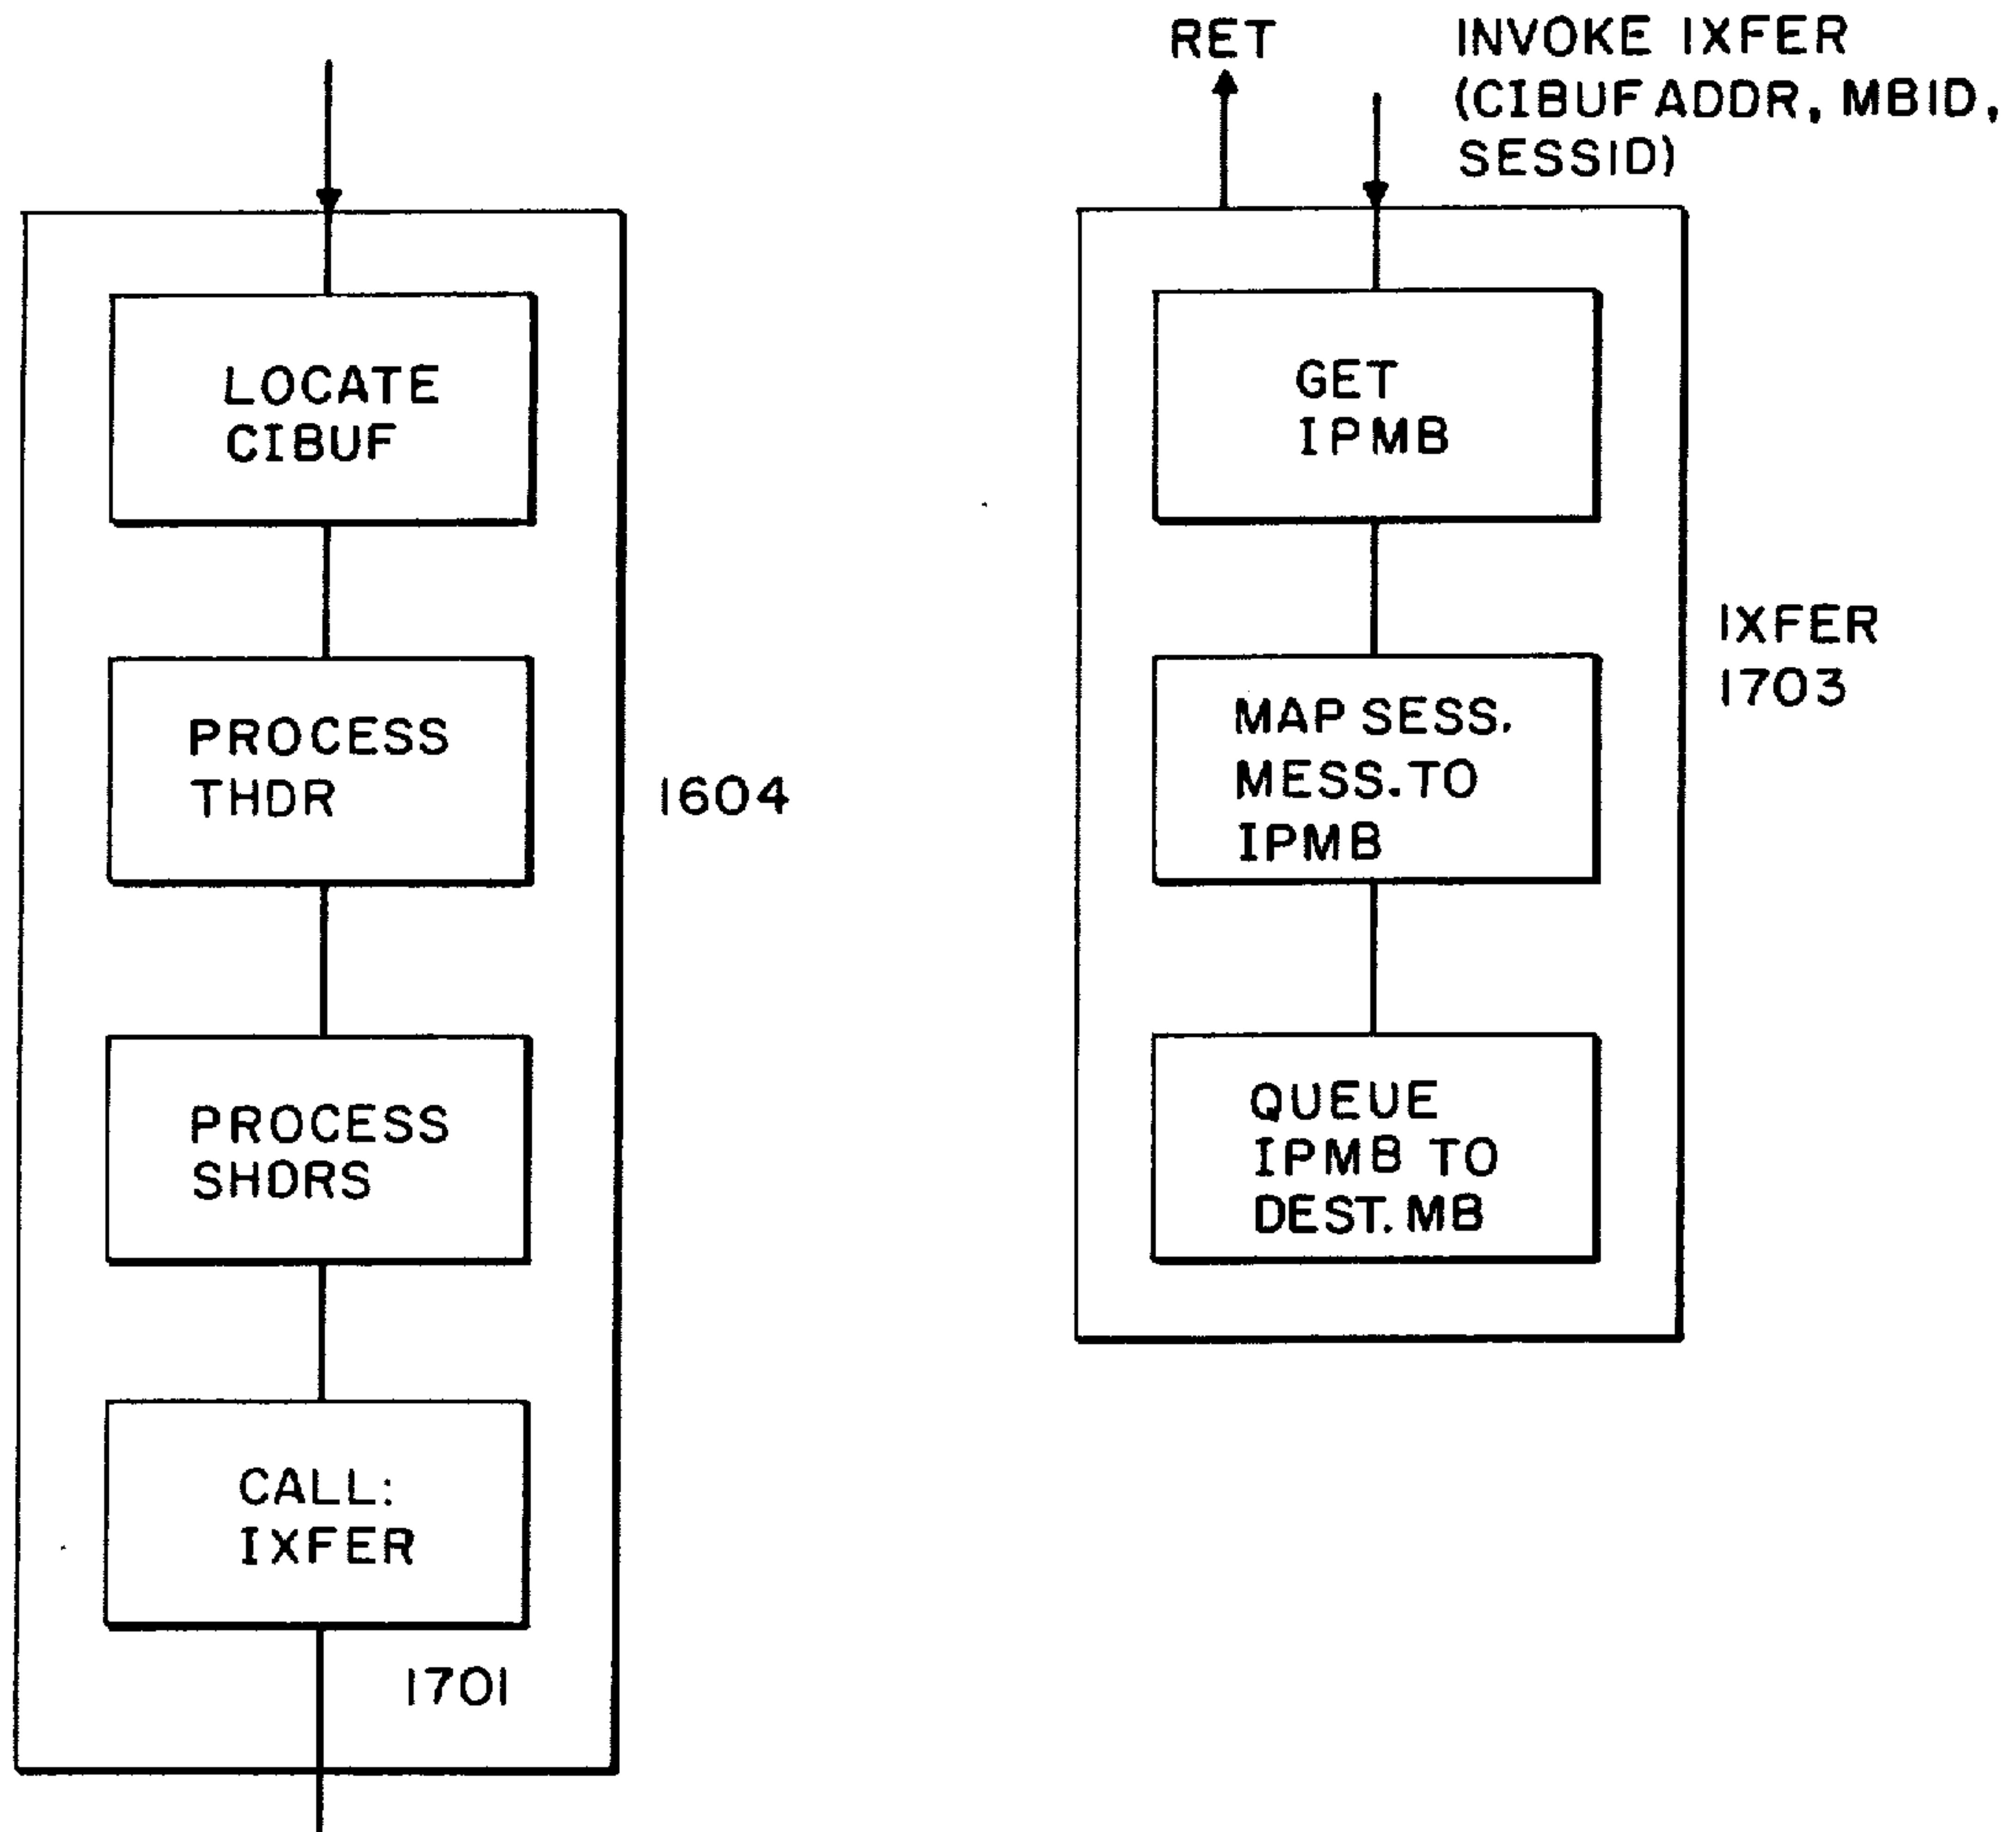 LOCATE
CIBUF
PROCESS
THDR
PROCESS
SHDRS
CALL:
IXFER
1701
1604
RET
INVOKE IXFER
(CIBUF ADDR, MBID,
SESSID)
GET
IPMB
MAP SESS.
MESS. TO
IPMB
QUEUE
IPMB TO
DEST. MB
IXFER
1703